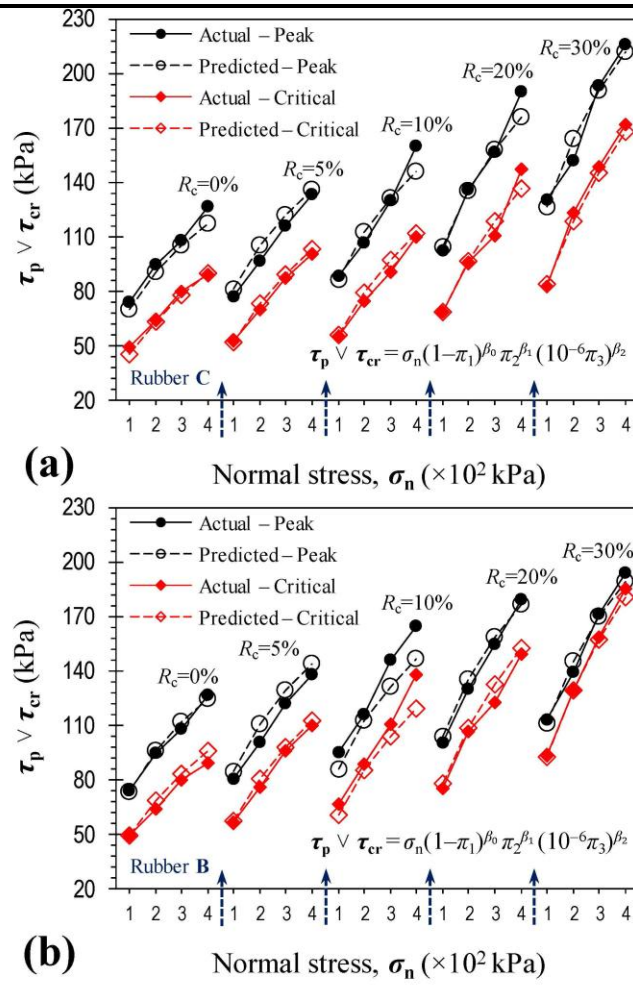 230
200
170
140
110
80
50
20
τp ∨ τcr (kPa)
Actual – Peak
Predicted – Peak
Actual – Critical
Predicted – Critical
Rc=0%
Rc=5%
Rc=10%
Rc=20%
Rc=30%
τp ∨ τcr = σn(1–π1)^β0 π2^β1 (10^-6π3)^β2
Rubber C
1 2 3 4 1 2 3 4 1 2 3 4 1 2 3 4 1 2 3 4
(a)
Normal stress, σn (×10² kPa)
230
200
170
140
110
80
50
20
τp ∨ τcr (kPa)
Actual – Peak
Predicted – Peak
Actual – Critical
Predicted – Critical
Rc=0%
Rc=5%
Rc=10%
Rc=20%
Rc=30%
τp ∨ τcr = σn(1–π1)^β0 π2^β1 (10^-6π3)^β2
Rubber B
1 2 3 4 1 2 3 4 1 2 3 4 1 2 3 4 1 2 3 4
(b)
Normal stress, σn (×10² kPa)